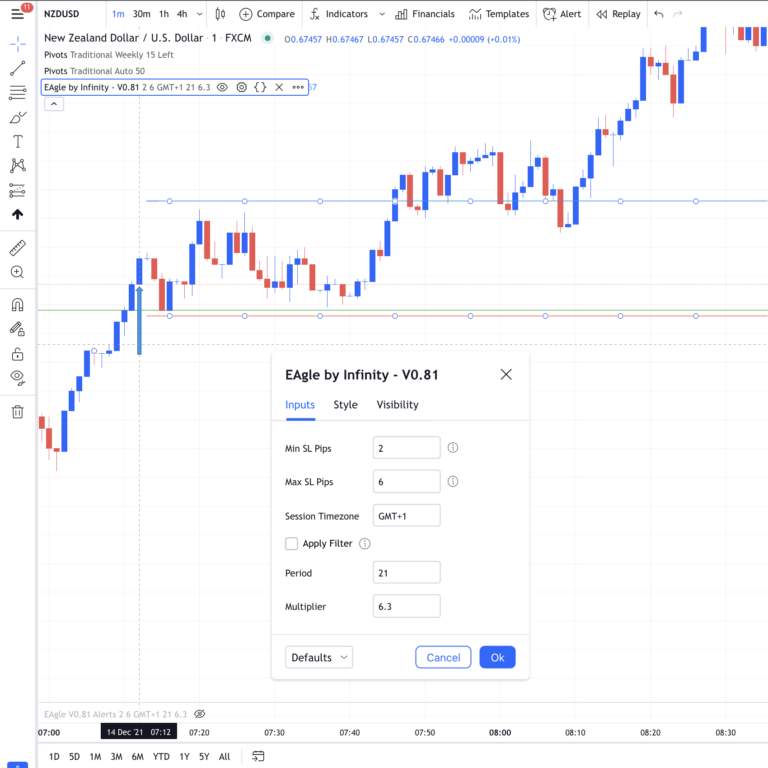 11
NZDUSD 1m 30m 1h 4h Compare Indicators Financials Templates Alert Replay
New Zealand Dollar / U.S. Dollar · 1 · FXCM O0.67457 H0.67467 L0.67457 C0.67466 +0.00009 (+0.01%)
Pivots Traditional Weekly 15 Left
Pivots Traditional Auto 50
EAgle by Infinity - V0.81 2 6 GMT+1 21 6.3 57
EAgle by Infinity - V0.81
Inputs Style Visibility
Min SL Pips 2
Max SL Pips 6
Session Timezone GMT+1
Apply Filter
Period 21
Multiplier 6.3
Defaults Cancel Ok
EAgle V0.81 Alerts 2 6 GMT+1 21 6.3
07:00 14 Dec '21 07:12 07:20 07:30 07:40 07:50 08:00 08:10 08:20 08:30
1D 5D 1M 3M 6M YTD 1Y 5Y All